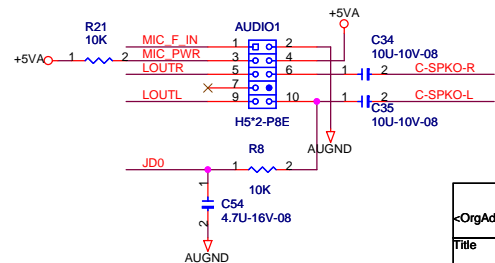 AUDIO1
+5VA
R21
10K
MIC_F_IN
1
2
C34
10U-10V-08
+5VA
1
2
MIC_PWR
3
4
LOUTR
5
6
1
2
C-SPKO-R
7
LOUTL
9
10
1
2
C-SPKO-L
H5*2-P8E
C35
10U-10V-08
AUGND
R8
JD0
1
2
10K
1
C54
4.7U-16V-08
2
AUGND
<OrgAd
Title